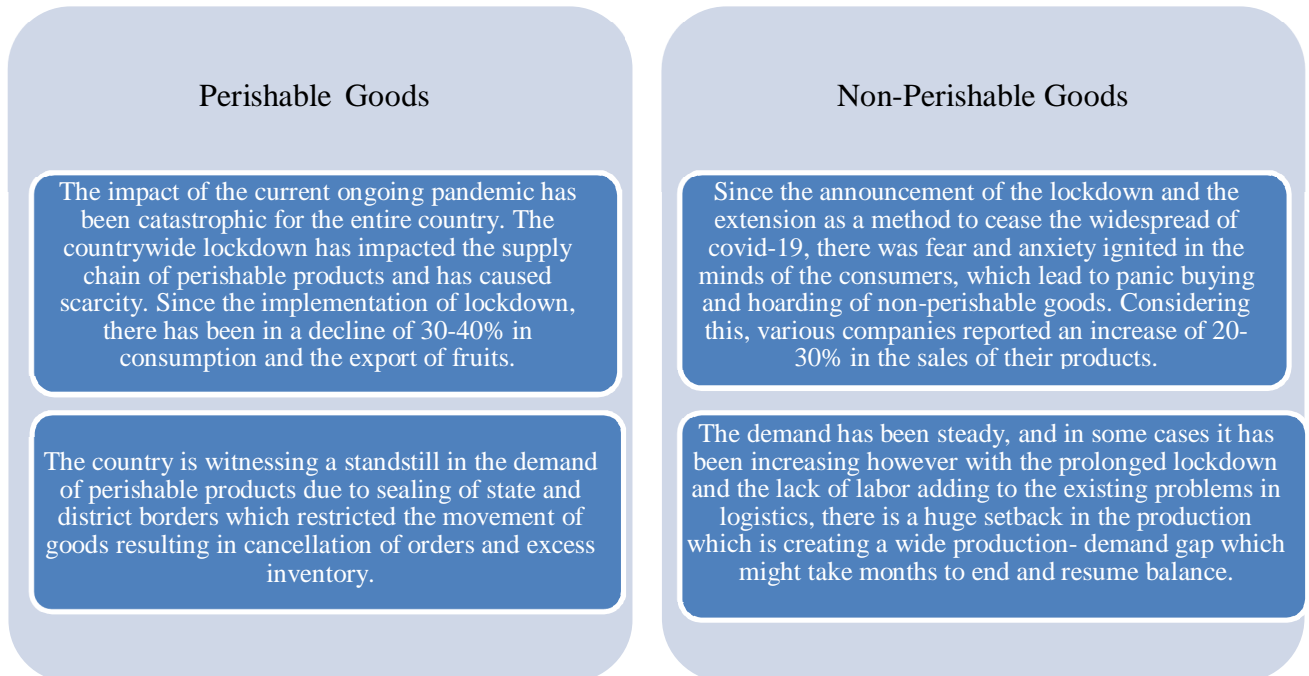 Perishable Goods
The impact of the current ongoing pandemic has
been catastrophic for the entire country. The
countrywide lockdown has impacted the supply
chain of perishable products and has caused
scarcity. Since the implementation of lockdown,
there has been in a decline of 30-40% in
consumption and the export of fruits.
The country is witnessing a standstill in the demand
of perishable products due to sealing of state and
district borders which restricted the movement of
goods resulting in cancellation of orders and excess
inventory.
Non-Perishable Goods
Since the announcement of the lockdown and the
extension as a method to cease the widespread of
covid-19, there was fear and anxiety ignited in the
minds of the consumers, which lead to panic buying
and hoarding of non-perishable goods. Considering
this, various companies reported an increase of 20-
30% in the sales of their products.
The demand has been steady, and in some cases it has
been increasing however with the prolonged lockdown
and the lack of labor adding to the existing problems in
logistics, there is a huge setback in the production
which is creating a wide production- demand gap which
might take months to end and resume balance.